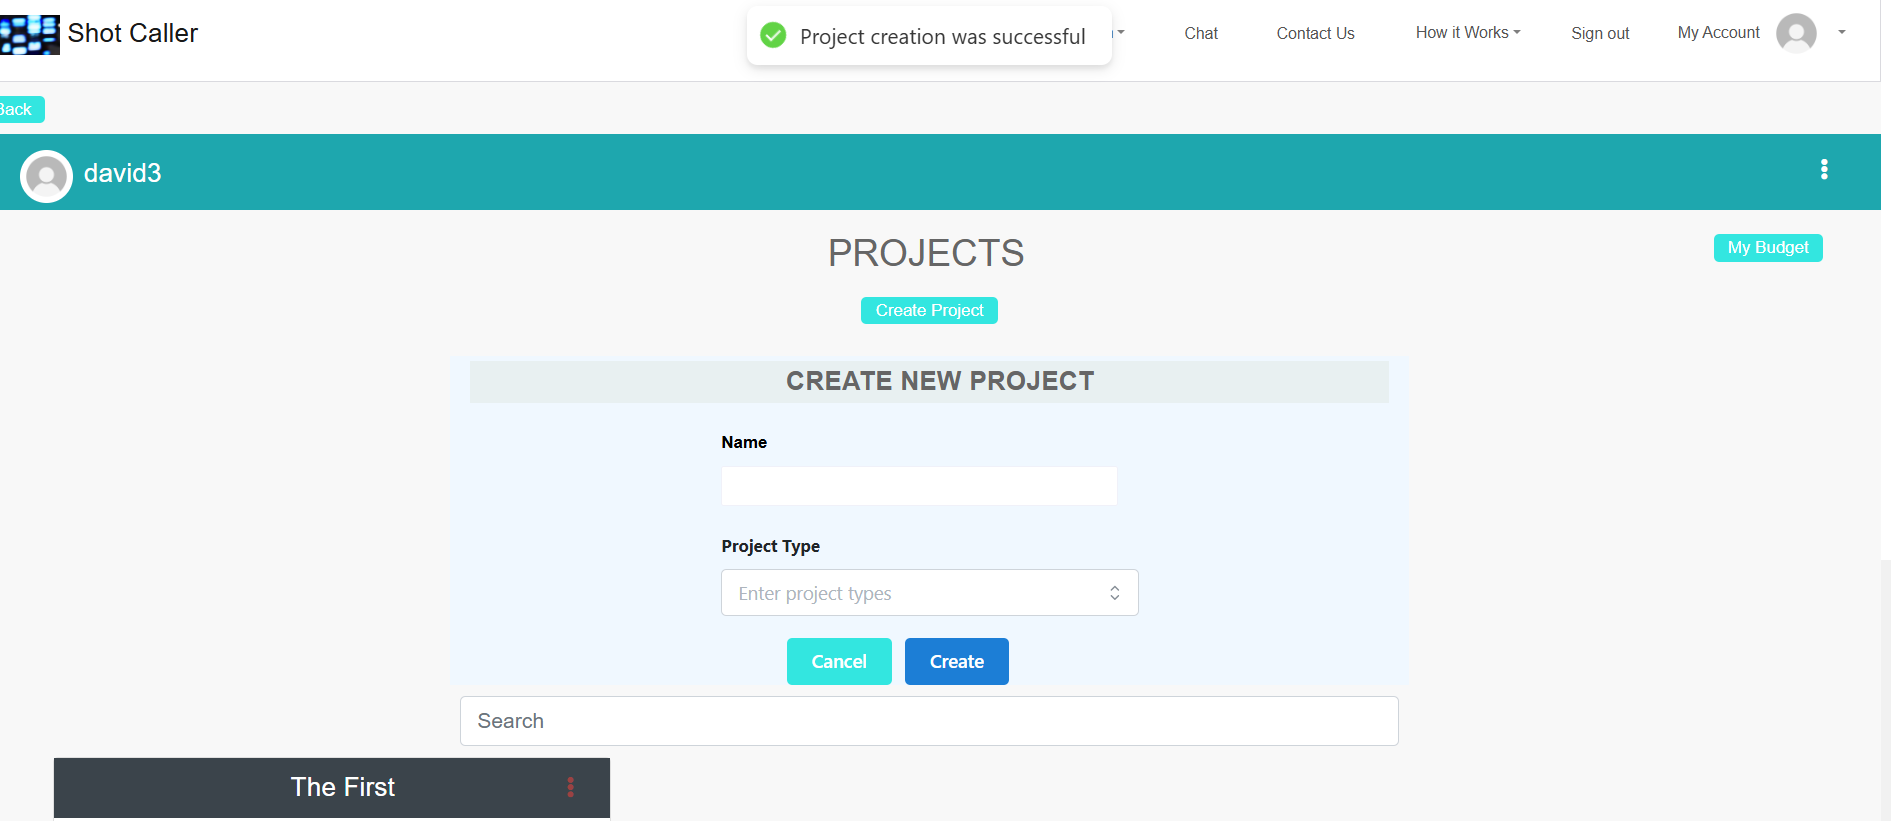 Shot Caller
Project creation was successful
Chat
Contact Us
How it Works
Sign out
My Account
Back
david3
PROJECTS
My Budget
Create Project
CREATE NEW PROJECT
Name
Project Type
Enter project types
Cancel
Create
Search
The First